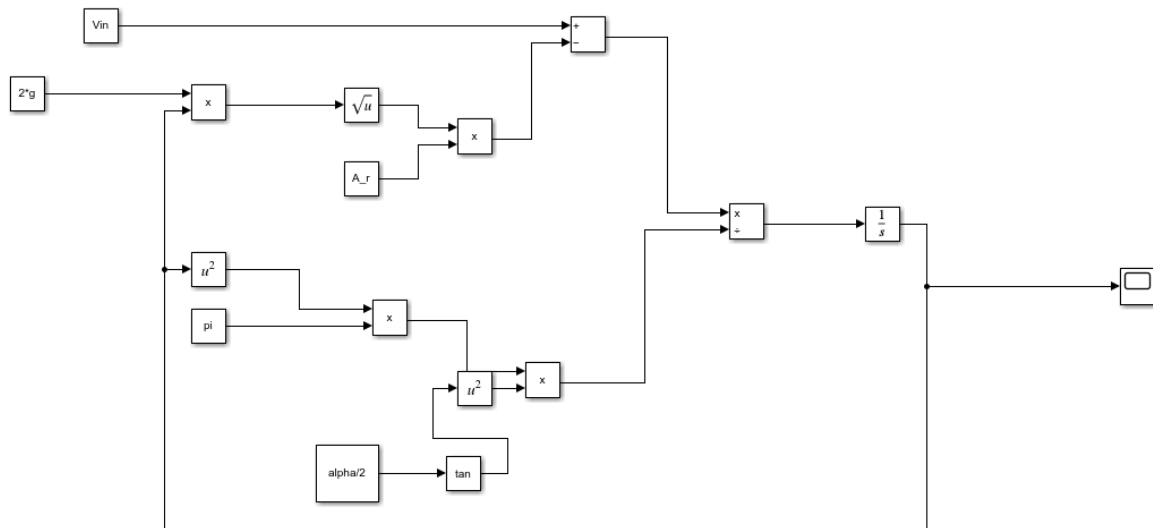 Vin
+
−
2*g
x
√u
x
A_r
x
÷
1
s
u²
pi
x
u²
x
alpha/2
tan